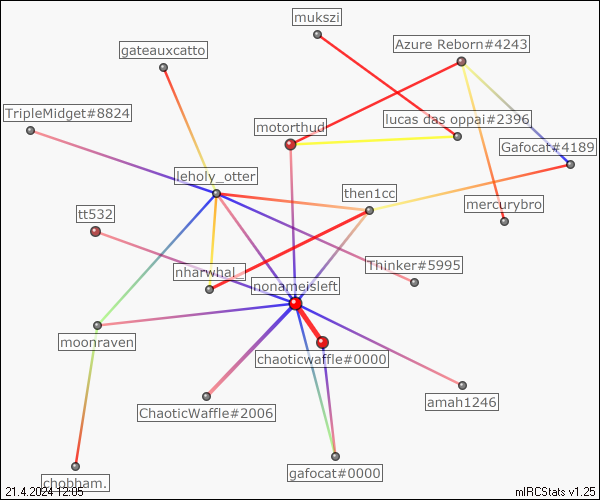 mukszi
Azure Reborn#4243
gateauxcatto
TripleMidget#8824
motorthud
lucas das oppai#2396
Gafocat#4189
leholy_otter
then1cc
mercurybro
tt532
Thinker#5995
nharwhal_
nonameisleft
moonraven
chaoticwaffle#0000
ChaoticWaffle#2006
amah1246
gafocat#0000
chobham.
21.4.2024 12:05
mIRCStats v1.25